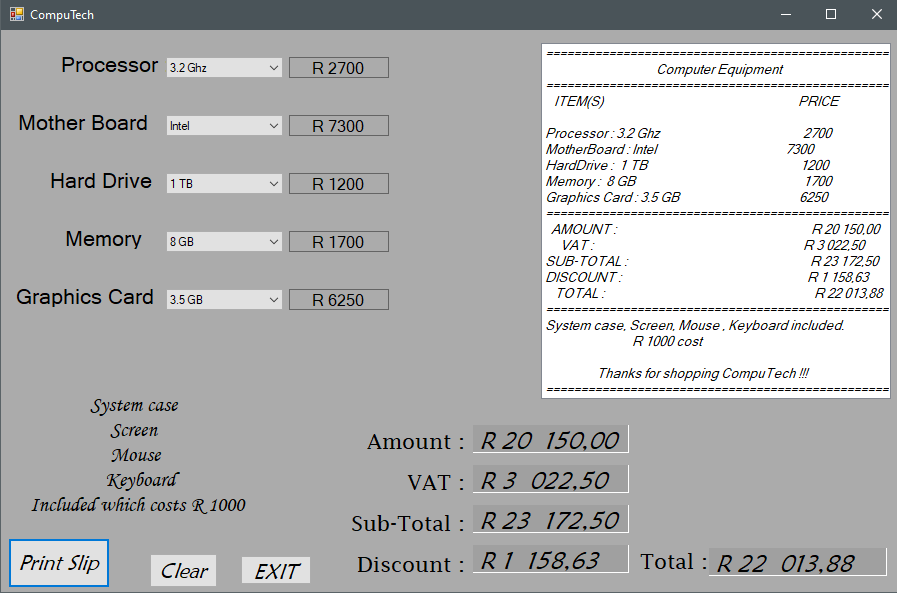 CompuTech
Processor 3.2 Ghz R 2700
Mother Board Intel R 7300
Hard Drive 1 TB R 1200
Memory 8 GB R 1700
Graphics Card 3.5 GB R 6250
==================================================
Computer Equipment
==================================================
ITEM(S) PRICE
Processor : 3.2 Ghz 2700
MotherBoard : Intel 7300
HardDrive : 1 TB 1200
Memory : 8 GB 1700
Graphics Card : 3.5 GB 6250
==================================================
AMOUNT : R 20 150,00
VAT : R 3 022,50
SUB-TOTAL : R 23 172,50
DISCOUNT : R 1 158,63
TOTAL : R 22 013,88
==================================================
System case, Screen, Mouse , Keyboard included.
R 1000 cost
Thanks for shopping CompuTech !!!
==================================================
System case
Screen
Mouse
Keyboard
Included which costs R 1000
Amount : R 20 150,00
VAT : R 3 022,50
Sub-Total : R 23 172,50
Discount : R 1 158,63 Total : R 22 013,88
Print Slip Clear EXIT